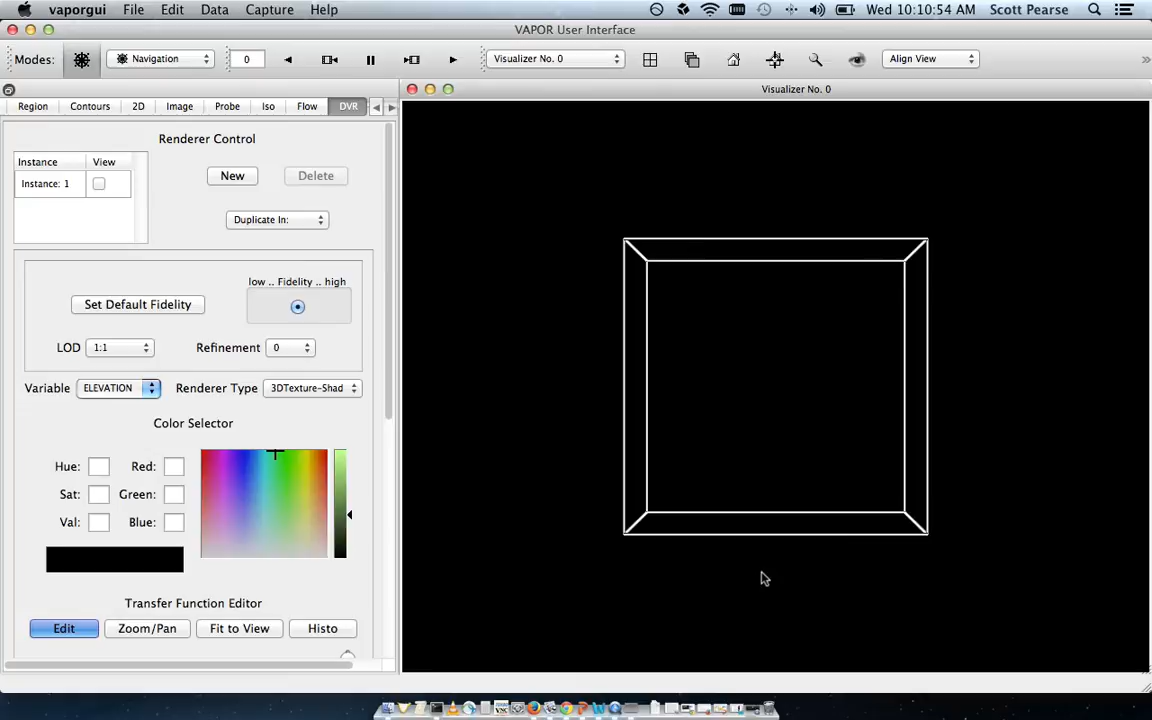 vaporgui File Edit Data Capture Help Wed 10:10:54 AM Scott Pearse
VAPOR User Interface
Modes: Navigation 0 Visualizer No. 0 Align View »
Visualizer No. 0
Region Contours 2D Image Probe Iso Flow DVR
Renderer Control
Instance View
Instance: 1
New Delete
Duplicate In:
low .. Fidelity .. high
Set Default Fidelity
LOD 1:1 Refinement 0
Variable ELEVATION Renderer Type 3DTexture-Shad
Color Selector
Hue: Red:
Sat: Green:
Val: Blue:
Transfer Function Editor
Edit Zoom/Pan Fit to View Histo